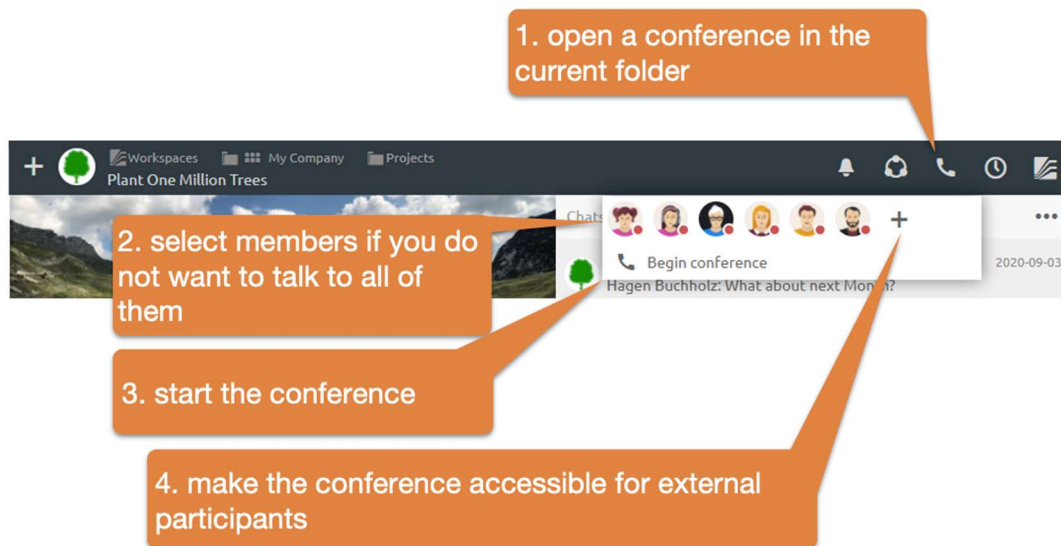 1. open a conference in the
current folder
Workspaces My Company Projects
Plant One Million Trees
Chats
2. select members if you do
not want to talk to all of
them
Begin conference
2020-09-03
Hagen Buchholz: What about next Month?
3. start the conference
4. make the conference accessible for external
participants